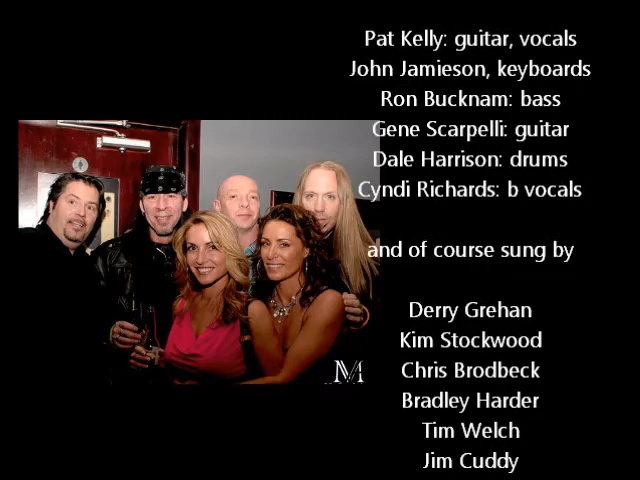 Pat Kelly: guitar, vocals
John Jamieson, keyboards
Ron Bucknam: bass
Gene Scarpelli: guitar
Dale Harrison: drums
Cyndi Richards: b vocals
and of course sung by
Derry Grehan
Kim Stockwood
Chris Brodbeck
Bradley Harder
Tim Welch
Jim Cuddy